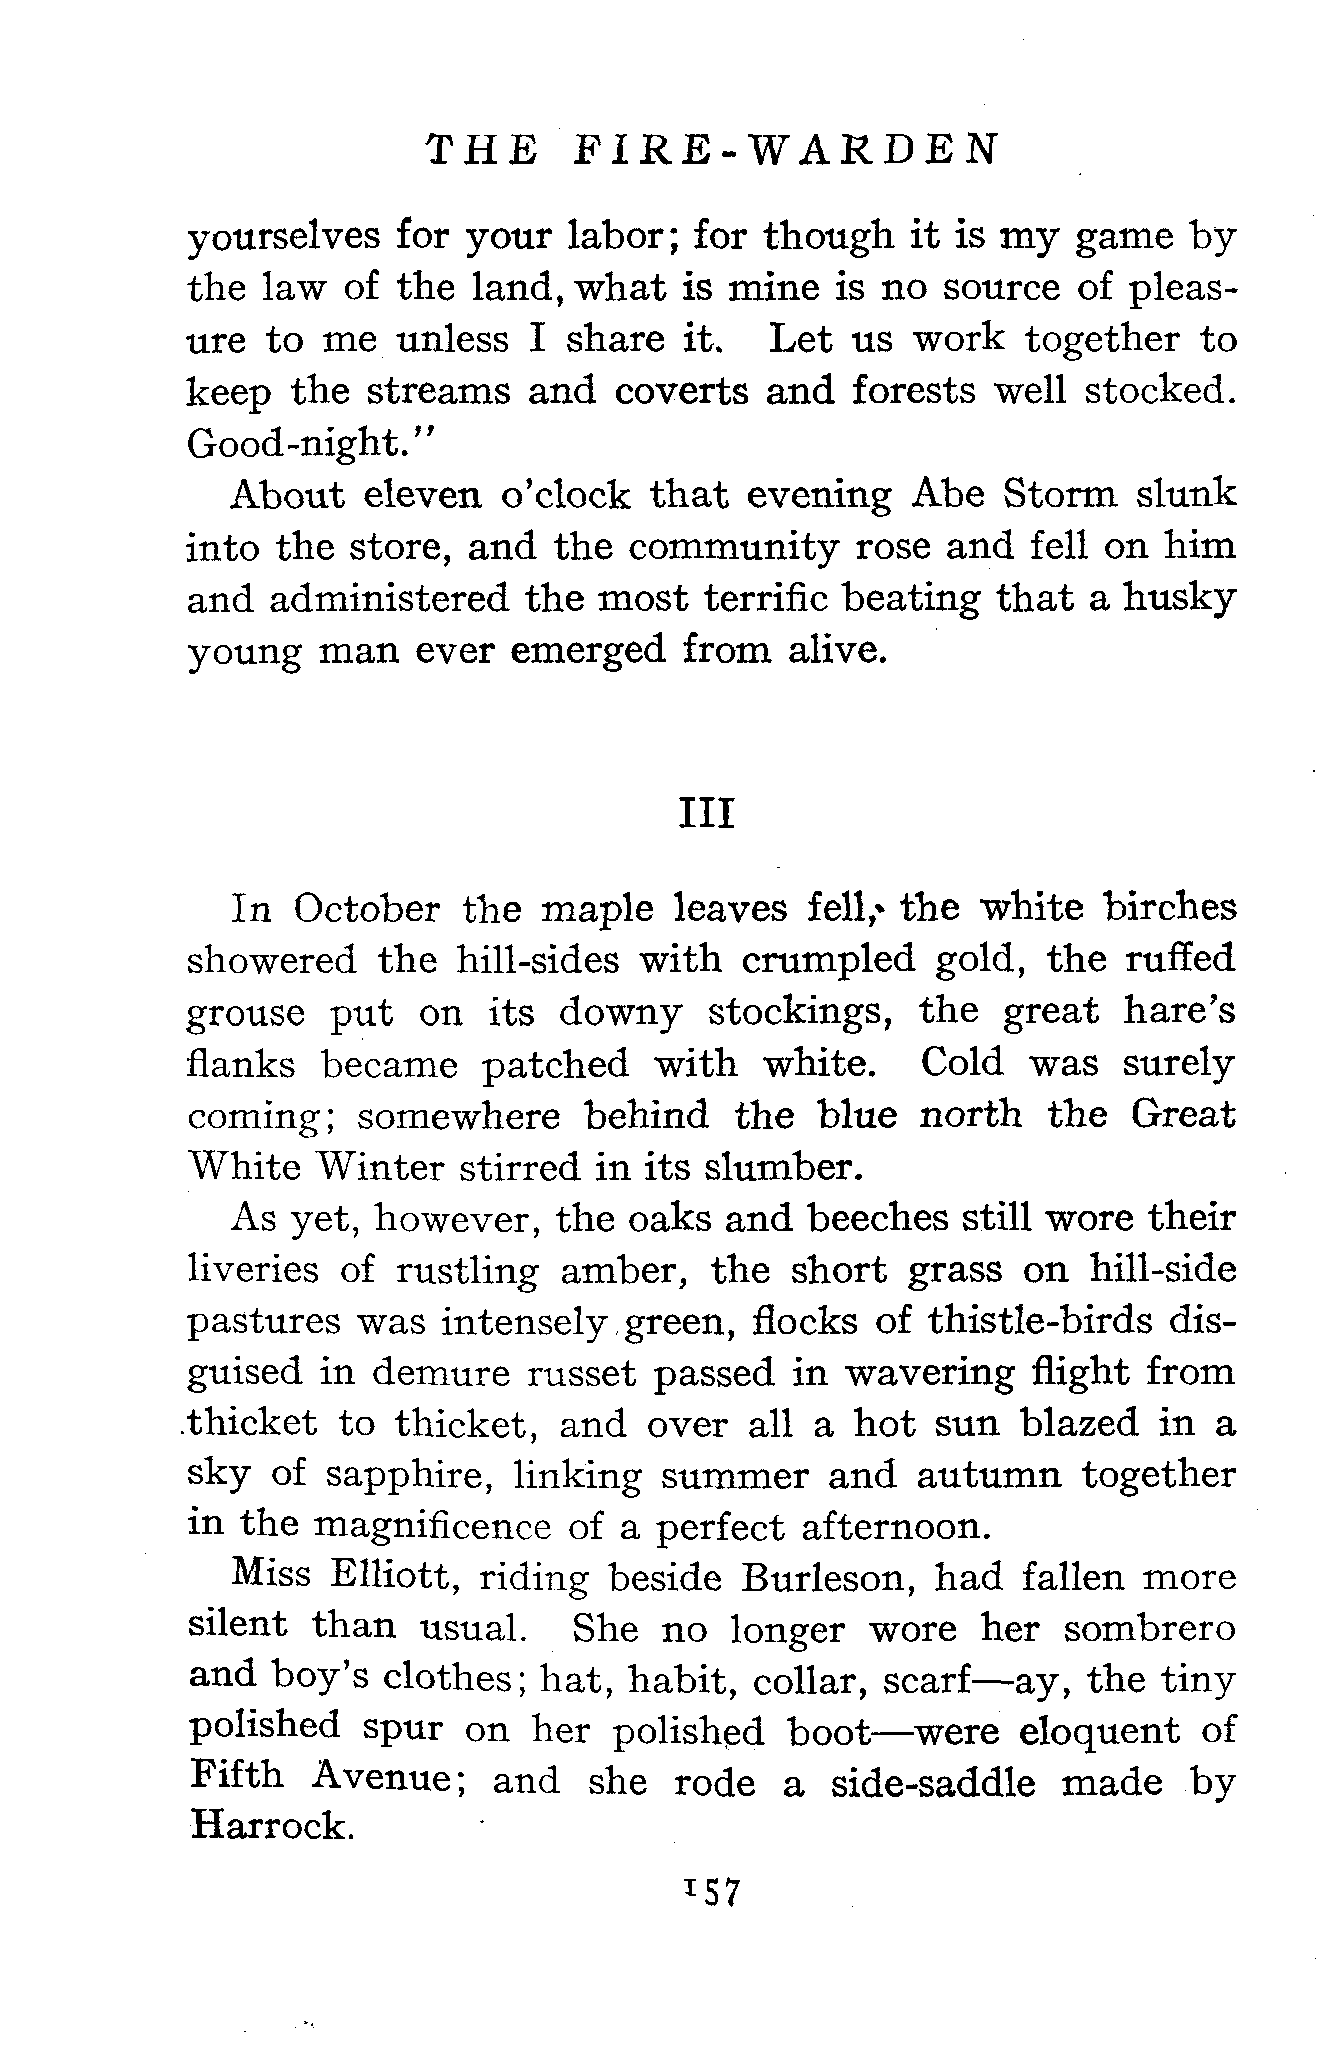 THE FIRE-WARDEN
yourselves for your labor; for though it is my game by
the law of the land, what is mine is no source of pleas-
ure to me unless I share it. Let us work together to
keep the streams and coverts and forests well stocked.
Good-night."
About eleven o'clock that evening Abe Storm slunk
into the store, and the community rose and fell on him
and administered the most terrific beating that a husky
young man ever emerged from alive.
III
In October the maple leaves fell, the white birches
showered the hill-sides with crumpled gold, the ruffed
grouse put on its downy stockings, the great hare's
flanks became patched with white. Cold was surely
coming; somewhere behind the blue north the Great
White Winter stirred in its slumber.
As yet, however, the oaks and beeches still wore their
liveries of rustling amber, the short grass on hill-side
pastures was intensely green, flocks of thistle-birds dis-
guised in demure russet passed in wavering flight from
thicket to thicket, and over all a hot sun blazed in a
sky of sapphire, linking summer and autumn together
in the magnificence of a perfect afternoon.
Miss Elliott, riding beside Burleson, had fallen more
silent than usual. She no longer wore her sombrero
and boy's clothes; hat, habit, collar, scarf—ay, the tiny
polished spur on her polished boot—were eloquent of
Fifth Avenue; and she rode a side-saddle made by
Harrock.
157